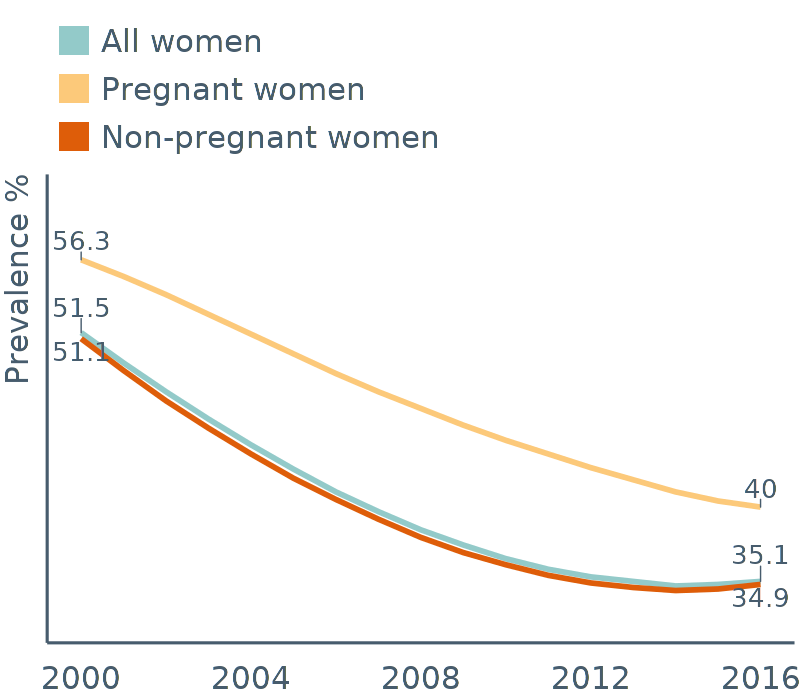 All women
Pregnant women
Non-pregnant women
Prevalence %
56.3
51.5
51.1
40
35.1
34.9
2000 2004 2008 2012 2016